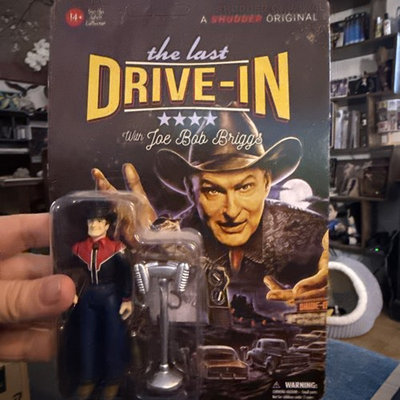 14+
A SHUDDER ORIGINAL
the last
DRIVE-IN
With Joe Bob Briggs
WARNING: